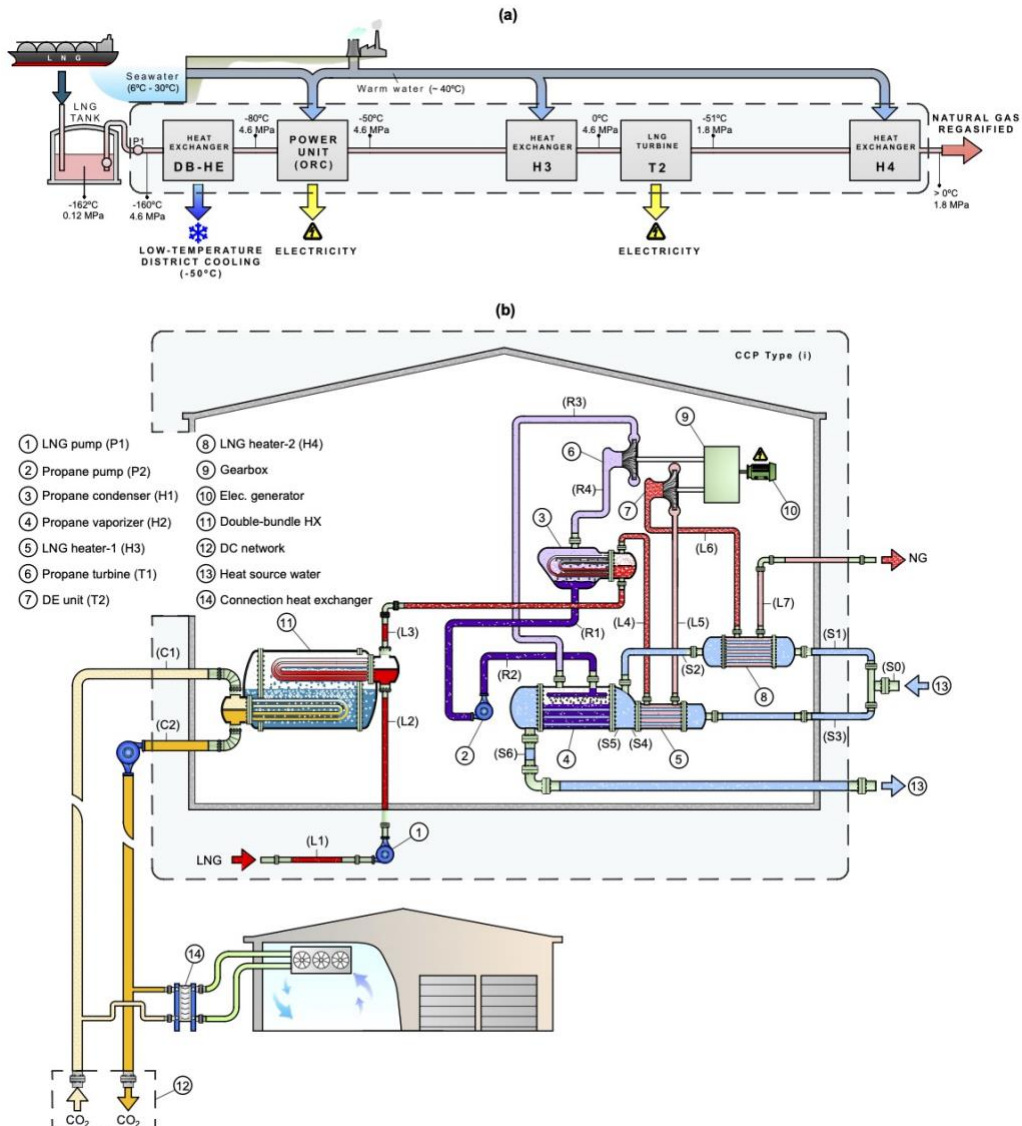 (a)
L N G
Seawater
(6ºC - 30ºC)
Warm water (~ 40ºC)
LNG
TANK
P1
HEAT
EXCHANGER
DB-HE
-80ºC
4.6 MPa
POWER
UNIT
(ORC)
-50ºC
4.6 MPa
HEAT
EXCHANGER
H3
0ºC
4.6 MPa
LNG
TURBINE
T2
-51ºC
1.8 MPa
HEAT
EXCHANGER
H4
NATURAL GAS
REGASIFIED
-162ºC
0.12 MPa
-160ºC
4.6 MPa
> 0ºC
1.8 MPa
LOW-TEMPERATURE
DISTRICT COOLING
(-50ºC)
ELECTRICITY
ELECTRICITY
(b)
CCP Type (i)
1 LNG pump (P1)
2 Propane pump (P2)
3 Propane condenser (H1)
4 Propane vaporizer (H2)
5 LNG heater-1 (H3)
6 Propane turbine (T1)
7 DE unit (T2)
8 LNG heater-2 (H4)
9 Gearbox
10 Elec. generator
11 Double-bundle HX
12 DC network
13 Heat source water
14 Connection heat exchanger
(R3)
9
6
(R4)
7
10
3
(L6)
NG
(L7)
11
(L3)
(R1)
(L4)
(L5)
(S1)
(C1)
(R2)
(S2)
(S0)
13
8
(L2)
(C2)
(S5)
(S4)
(S3)
2
(S6)
4
5
13
1
(L1)
LNG
14
12
CO2
CO2